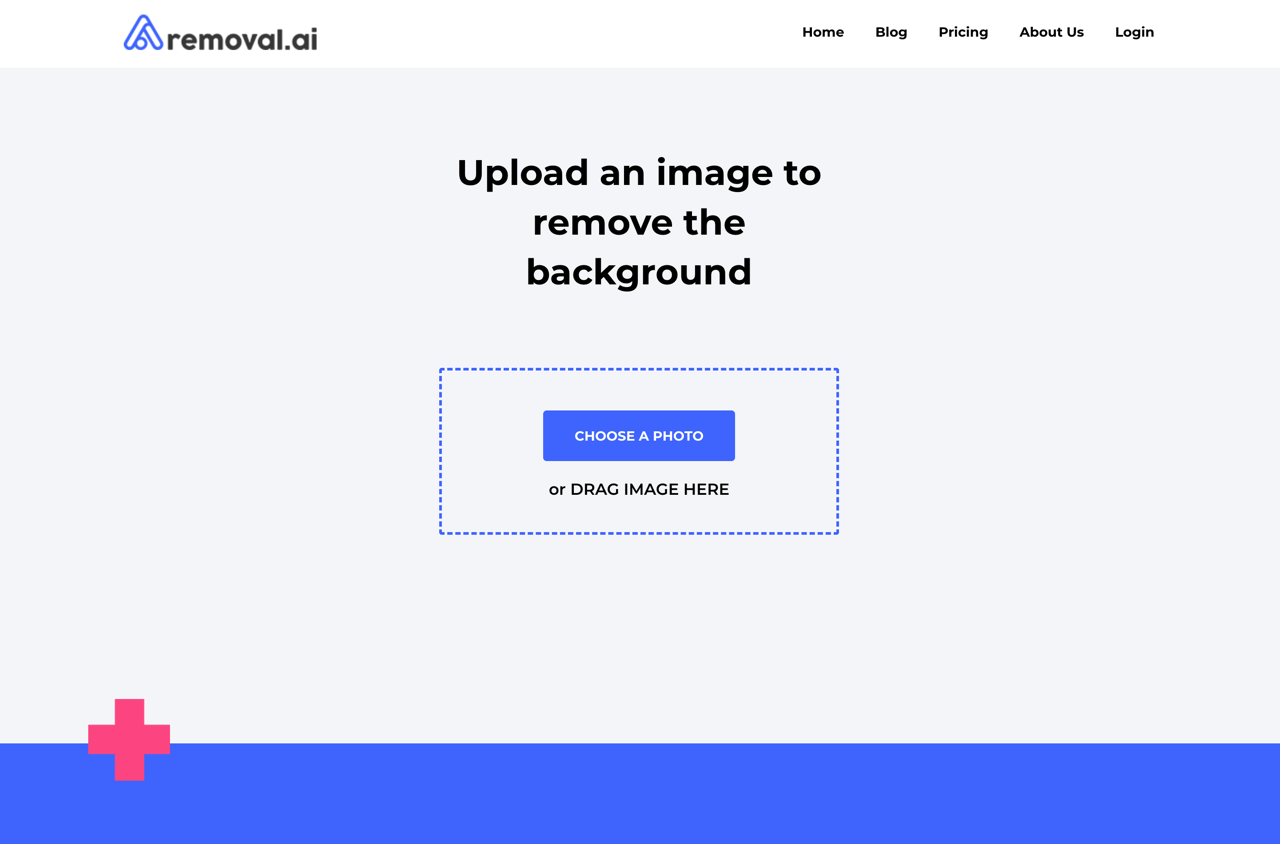 removal.ai
Home Blog Pricing About Us Login
Upload an image to
remove the
background
CHOOSE A PHOTO
or DRAG IMAGE HERE